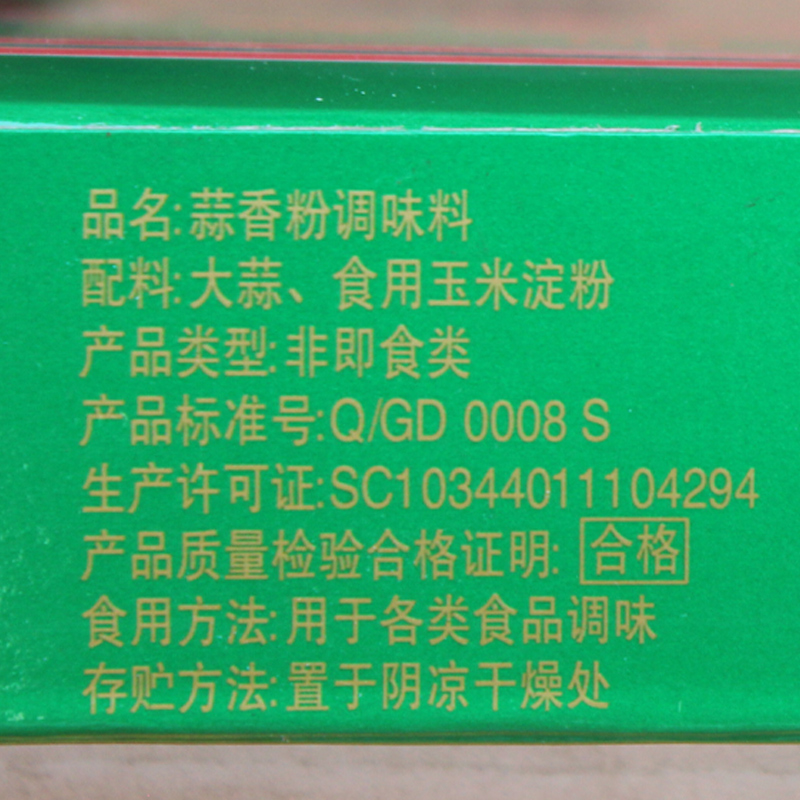 品名:蒜香粉调味料
配料:大蒜、食用玉米淀粉
产品类型:非即食类
产品标准号:Q/GD 0008 S
生产许可证:SC10344011104294
产品质量检验合格证明: 合格
食用方法:用于各类食品调味
存贮方法:置于阴凉干燥处